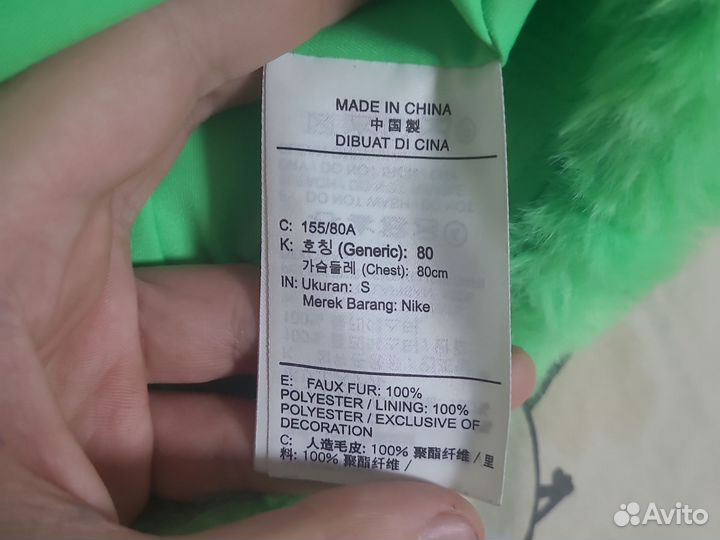 MADE IN CHINA
中国製
DIBUAT DI CINA
C: 155/80A
K: 호칭 (Generic): 80
가슴둘레 (Chest): 80cm
IN: Ukuran: S
Merek Barang: Nike
E: FAUX FUR: 100%
POLYESTER / LINING: 100%
POLYESTER / EXCLUSIVE OF
DECORATION
C: 人造毛皮: 100% 聚酯纤维 / 里
料: 100% 聚酯纤维 /
Avito